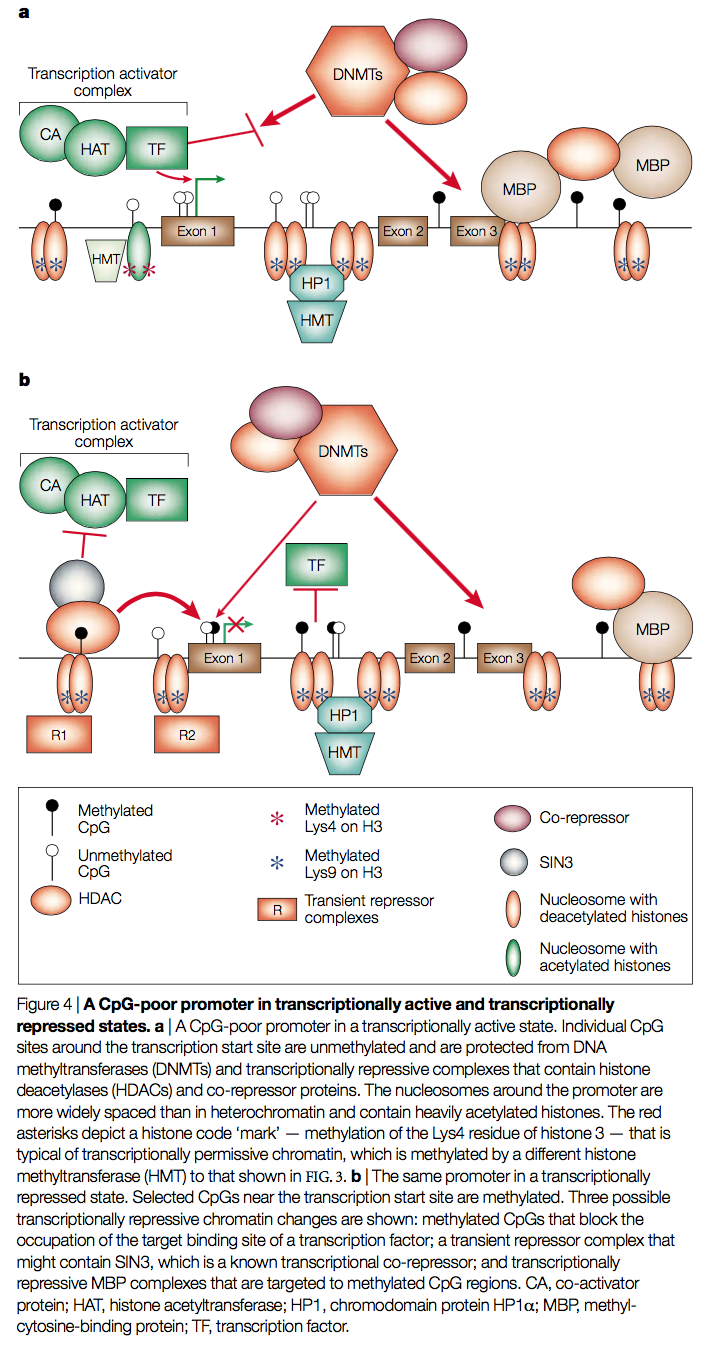 a
Transcription activator
complex
CA
HAT
TF
DNMTs
MBP
MBP
HMT
Exon 1
HP1
HMT
Exon 2
Exon 3
b
Transcription activator
complex
CA
HAT
TF
DNMTs
TF
MBP
Exon 1
Exon 2
Exon 3
R1
R2
HP1
HMT
Methylated
CpG
Unmethylated
CpG
HDAC
Methylated
Lys4 on H3
Methylated
Lys9 on H3
R
Transient repressor
complexes
Co-repressor
SIN3
Nucleosome with
deacetylated histones
Nucleosome with
acetylated histones
Figure 4 | A CpG-poor promoter in transcriptionally active and transcriptionally
repressed states. a | A CpG-poor promoter in a transcriptionally active state. Individual CpG
sites around the transcription start site are unmethylated and are protected from DNA
methyltransferases (DNMTs) and transcriptionally repressive complexes that contain histone
deacetylases (HDACs) and co-repressor proteins. The nucleosomes around the promoter are
more widely spaced than in heterochromatin and contain heavily acetylated histones. The red
asterisks depict a histone code ‘mark’ — methylation of the Lys4 residue of histone 3 — that is
typical of transcriptionally permissive chromatin, which is methylated by a different histone
methyltransferase (HMT) to that shown in FIG. 3. b | The same promoter in a transcriptionally
repressed state. Selected CpGs near the transcription start site are methylated. Three possible
transcriptionally repressive chromatin changes are shown: methylated CpGs that block the
occupation of the target binding site of a transcription factor; a transient repressor complex that
might contain SIN3, which is a known transcriptional co-repressor; and transcriptionally
repressive MBP complexes that are targeted to methylated CpG regions. CA, co-activator
protein; HAT, histone acetyltransferase; HP1, chromodomain protein HP1α; MBP, methyl-
cytosine-binding protein; TF, transcription factor.